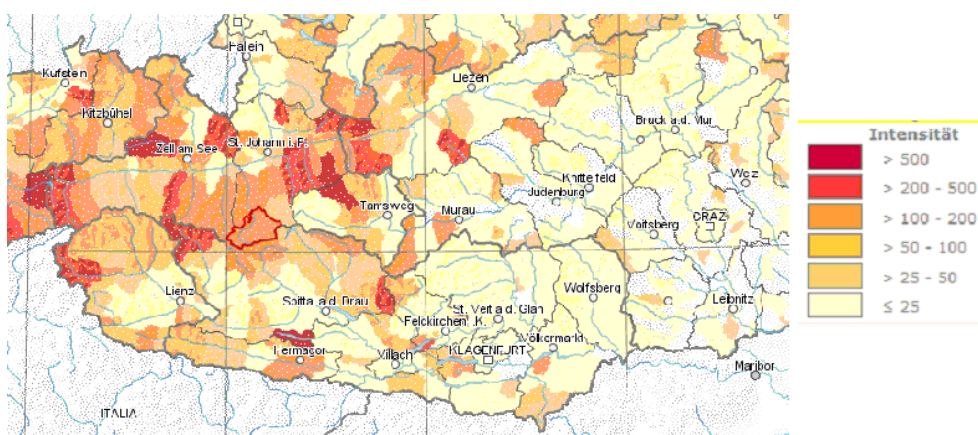 Hallein
Kufstein
Liezen
Kitzbühel
Bruck a.d. Mur
St. Johann i. P.
Zell am See
Knittelfeld
Weiz
Judenburg
Tamsweg
Murau
GRAZ
Voitsberg
Lienz
Wolfsberg
Spittal a.d. Drau
Leibnitz
St. Veit a.d. Glan
Feldkirchen i.K.
Völkermarkt
Hermagor
Villach
KLAGENFURT
Maribor
ITALIA
Intensität
> 500
> 200 - 500
> 100 - 200
> 50 - 100
> 25 - 50
≤ 25